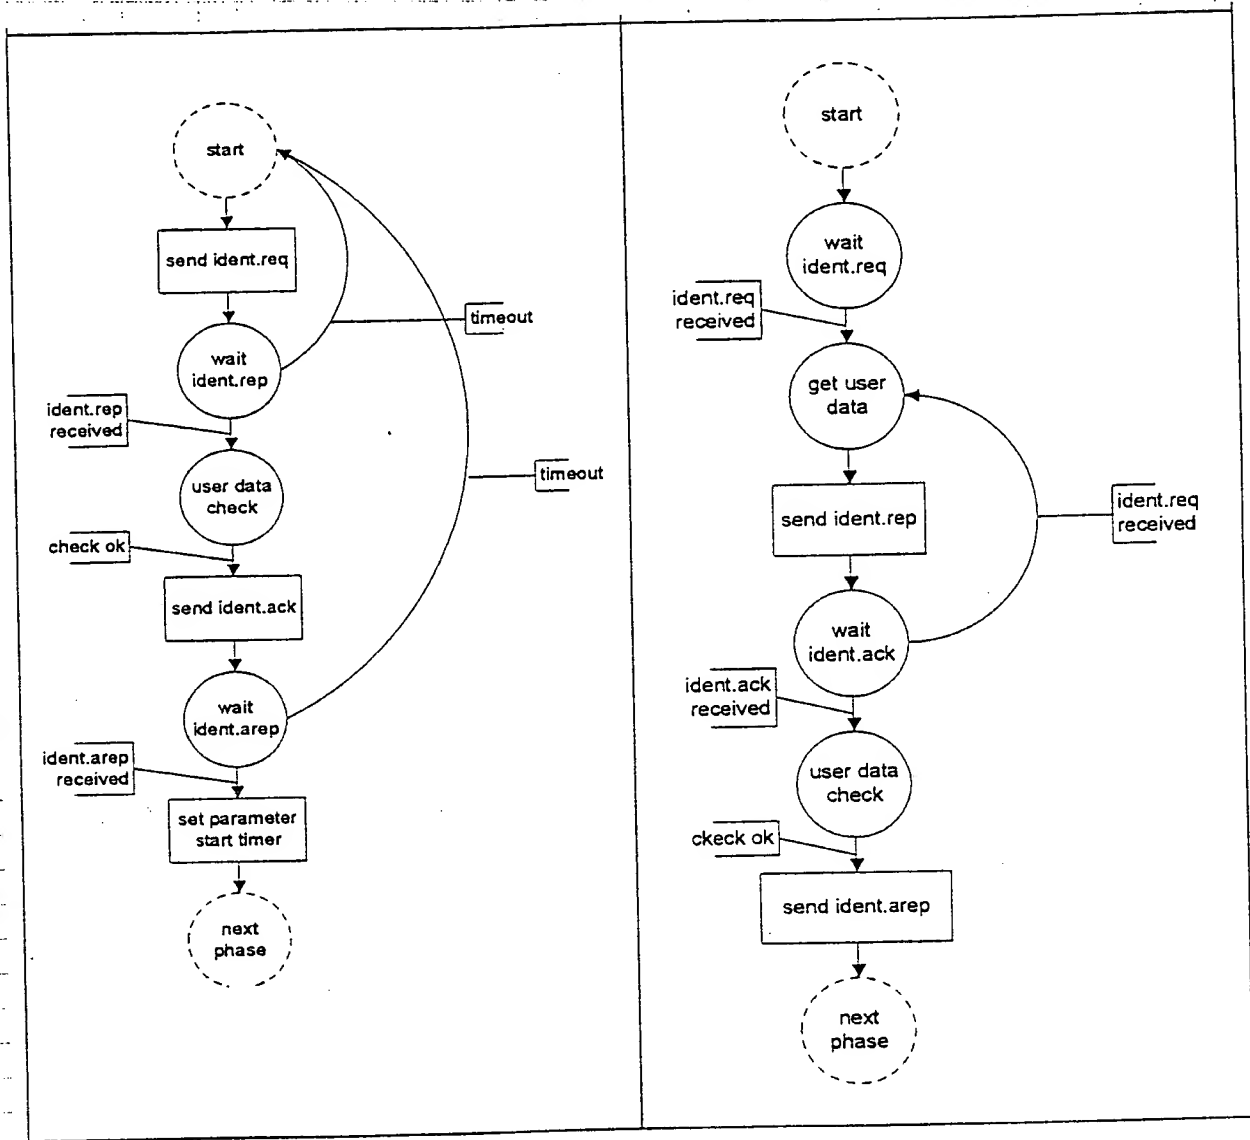 start
send ident.req
timeout
wait
ident.rep
ident.rep
received
user data
check
timeout
check ok
send ident.ack
wait
ident.arep
ident.arep
received
set parameter
start timer
next
phase
start
wait
ident.req
ident.req
received
get user
data
send ident.rep
ident.req
received
wait
ident.ack
ident.ack
received
user data
check
ckeck ok
send ident.arep
next
phase